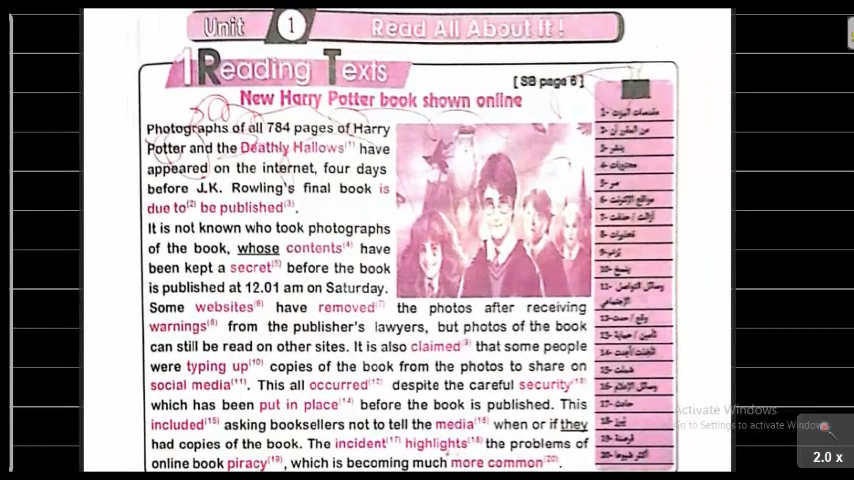 Unit 1 Read All About It !
1 Reading Texts
[ SB page 6 ]
New Harry Potter book shown online
Photographs of all 784 pages of Harry
Potter and the Deathly Hallows(1) have
appeared on the internet, four days
before J.K. Rowling's final book is
due to(2) be published(3).
It is not known who took photographs
of the book, whose contents(4) have
been kept a secret(5) before the book
is published at 12.01 am on Saturday.
Some websites(6) have removed(7) the photos after receiving
warnings(8) from the publisher's lawyers, but photos of the book
can still be read on other sites. It is also claimed(9) that some people
were typing up(10) copies of the book from the photos to share on
social media(11). This all occurred(12) despite the careful security(13)
which has been put in place(14) before the book is published. This
included(15) asking booksellers not to tell the media(16) when or if they
had copies of the book. The incident(17) highlights(18) the problems of
online book piracy(19), which is becoming much more common(20).
1- مقدسات الموت
2- من المقرر أن
3- ينشر
4- محتويات
5- سر
6- مواقع الإنترنت
7- أزالت / حذفت
8- تحذيرات
9- يُزعم
10- ينسخ
11- وسائل التواصل
الإجتماعي
12- وقع / حدث
13- تأمين / حماية
14-
15- شملت
16- وسائل الإعلام
17- حادث
18- تُبرز
19- قرصنة
20- أكثر شيوعا
Activate Windows
Go to Settings to activate Windows.
2.0 x